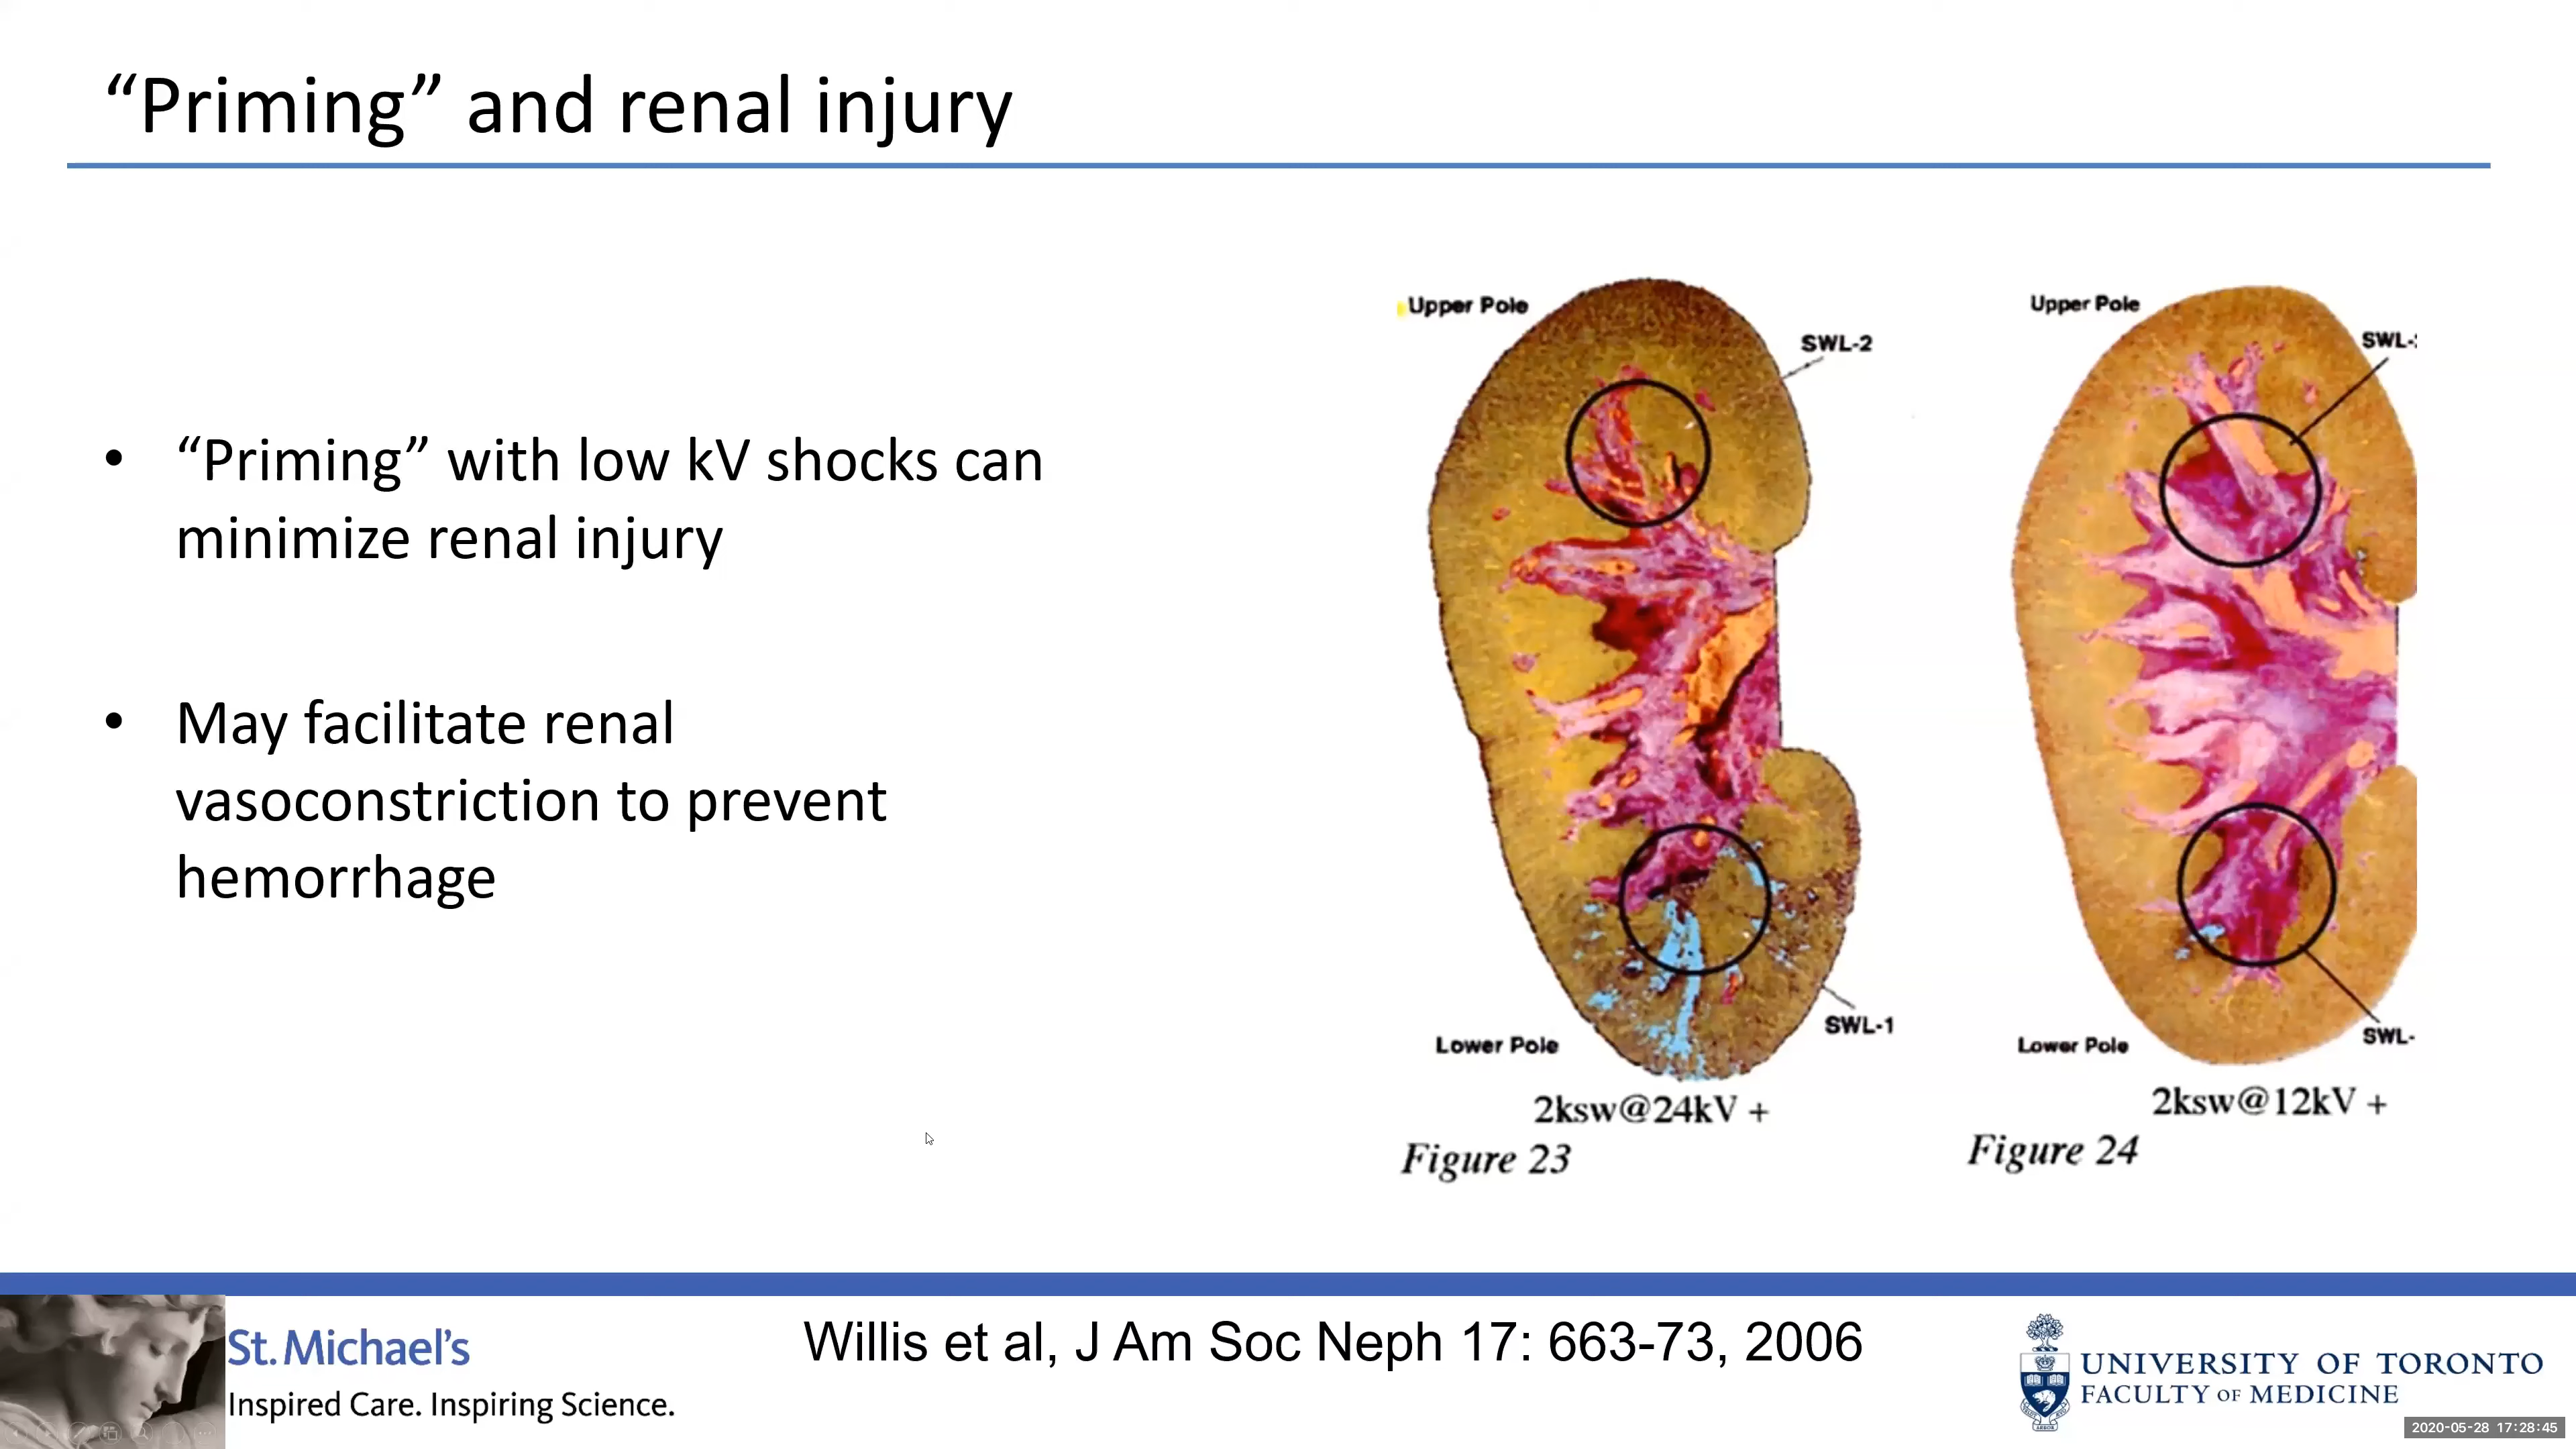 “Priming” and renal injury
• “Priming” with low kV shocks can
minimize renal injury
• May facilitate renal
vasoconstriction to prevent
hemorrhage
Upper Pole
SWL-2
SWL-1
Lower Pole
2ksw@24kV +
Figure 23
Upper Pole
SWL-
SWL-
Lower Pole
2ksw@12kV +
Figure 24
St. Michael’s
Inspired Care. Inspiring Science.
Willis et al, J Am Soc Neph 17: 663-73, 2006
UNIVERSITY OF TORONTO
FACULTY OF MEDICINE
2020-05-28 17:28:45